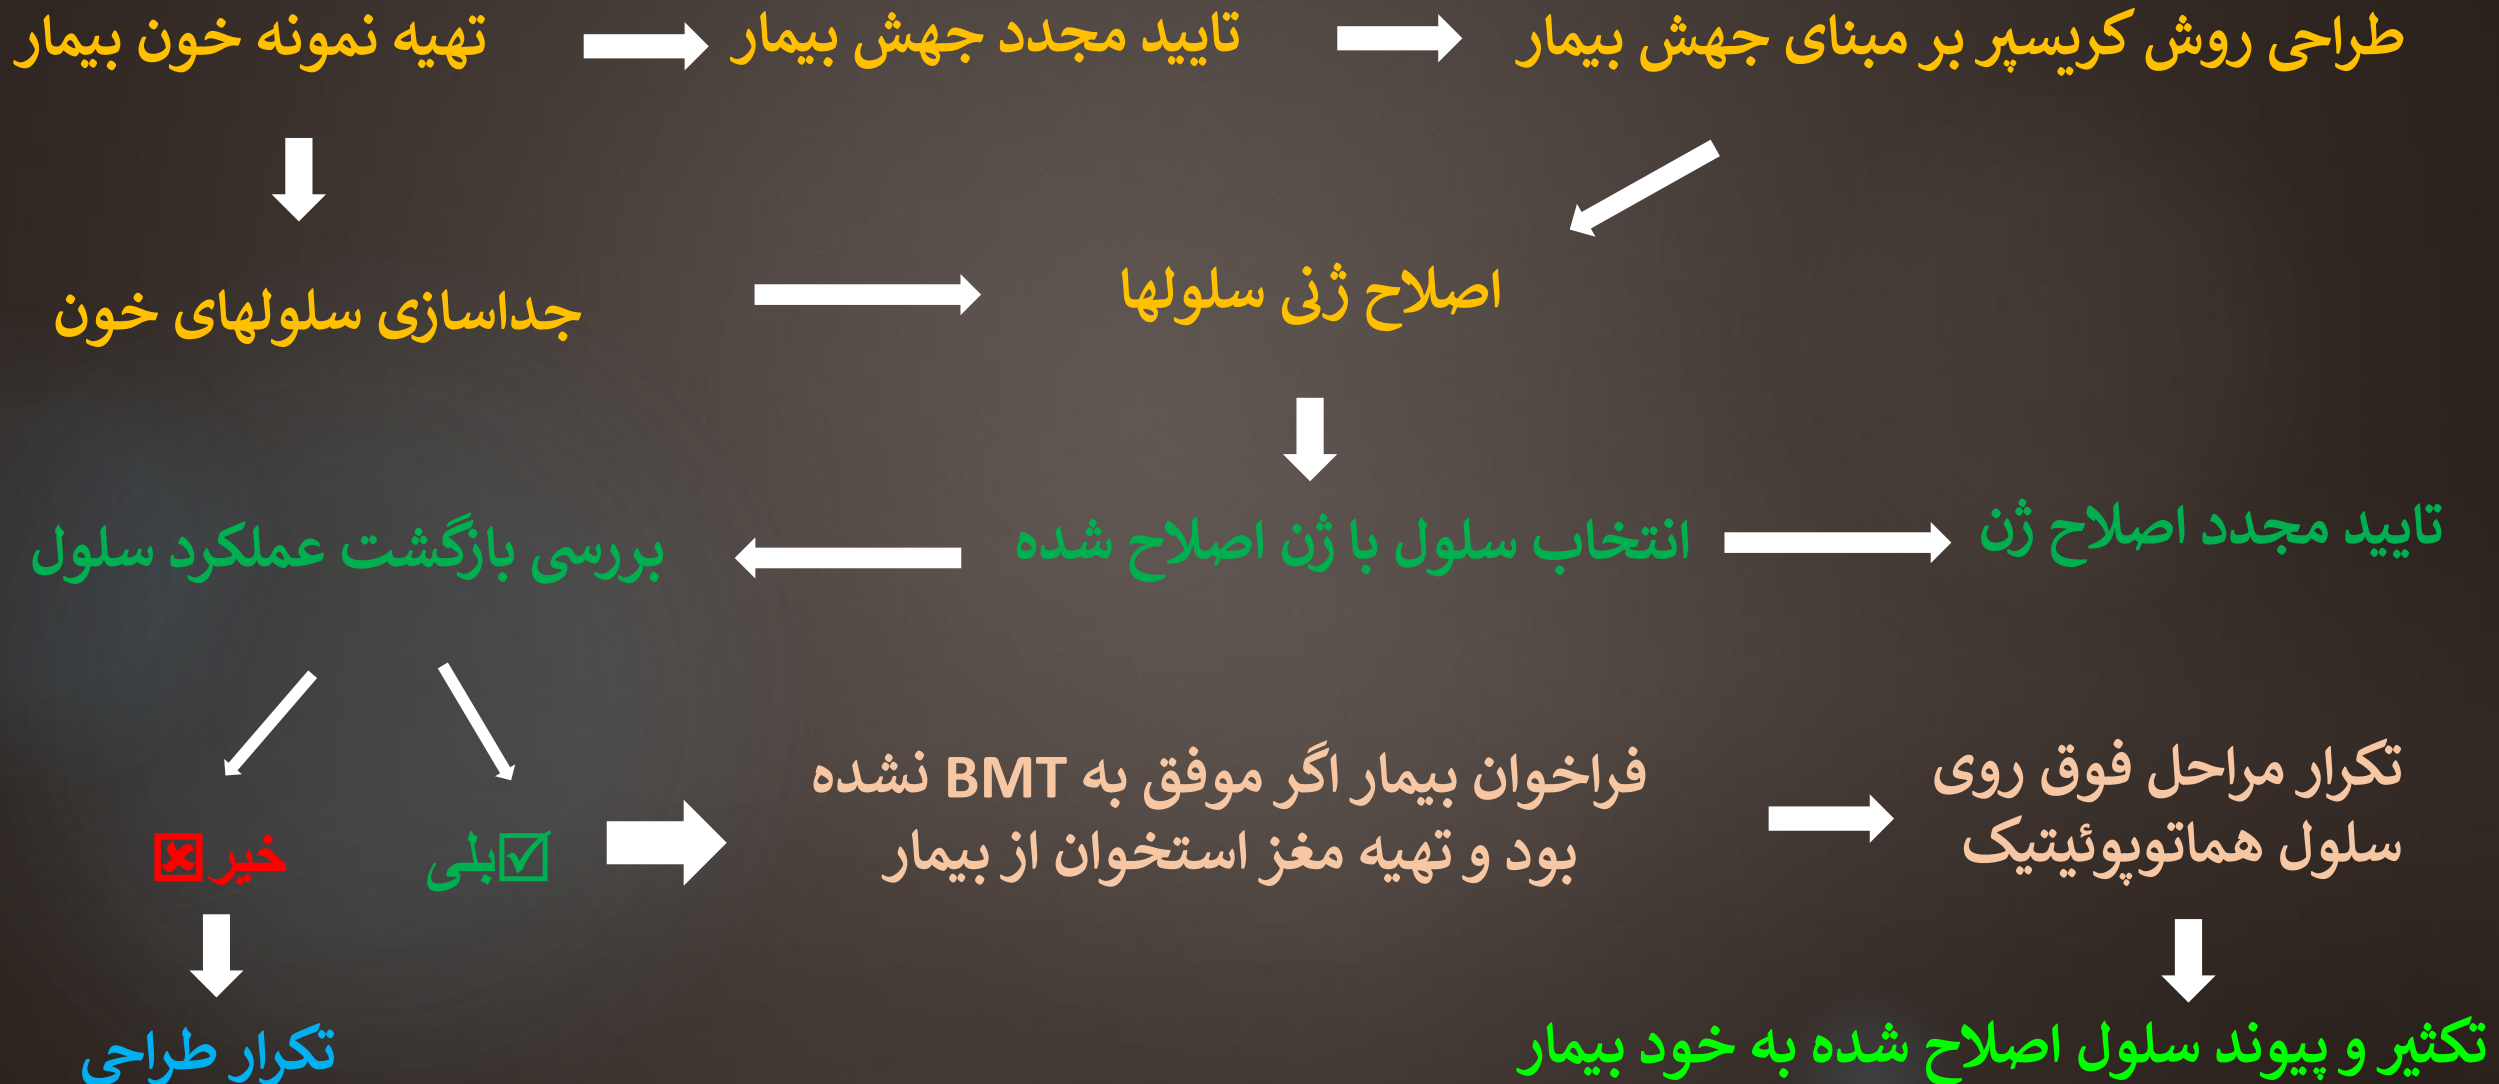 تهیه نمونه خون بیمار
تایید مجدد جهش بیمار
طراحی روش کریسپر بر مبنای جهش بیمار
جداسازی سلولهای خون
اصلاح ژنی سلولها
بررسی بازگشت عملکرد سلول
انتخاب سلول با ژن اصلاح شده
تایید مجدد اصلاح ژن
خیر
بلی
فراخوان بیمار اگر موفق به BMT نشده
بود و تهیه مغز استخوان از بیمار
تکرار مراحل فوق روی
سلول هماتوپوئیتیک
تکرار طراحی
تکثیر و پیوند سلول اصلاح شده به خود بیمار